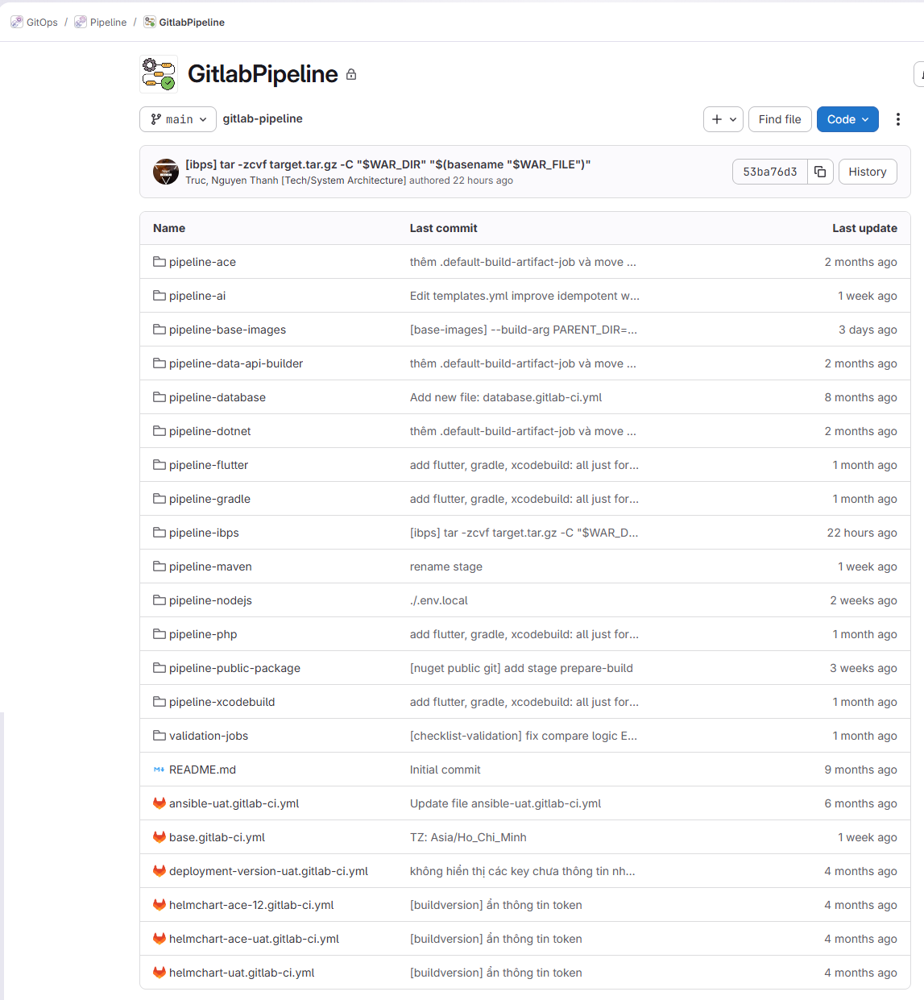 GitOps / Pipeline / GitlabPipeline
GitlabPipeline
main gitlab-pipeline + Find file Code
[ibps] tar -zcvf target.tar.gz -C "$WAR_DIR" "$(basename "$WAR_FILE")"
Truc, Nguyen Thanh [Tech/System Architecture] authored 22 hours ago
53ba76d3 History
Name Last commit Last update
pipeline-ace thêm .default-build-artifact-job và move ... 2 months ago
pipeline-ai Edit templates.yml improve idempotent w... 1 week ago
pipeline-base-images [base-images] --build-arg PARENT_DIR=... 3 days ago
pipeline-data-api-builder thêm .default-build-artifact-job và move ... 2 months ago
pipeline-database Add new file: database.gitlab-ci.yml 8 months ago
pipeline-dotnet thêm .default-build-artifact-job và move ... 2 months ago
pipeline-flutter add flutter, gradle, xcodebuild: all just for... 1 month ago
pipeline-gradle add flutter, gradle, xcodebuild: all just for... 1 month ago
pipeline-ibps [ibps] tar -zcvf target.tar.gz -C "$WAR_D... 22 hours ago
pipeline-maven rename stage 1 week ago
pipeline-nodejs ./.env.local 2 weeks ago
pipeline-php add flutter, gradle, xcodebuild: all just for... 1 month ago
pipeline-public-package [nuget public git] add stage prepare-build 3 weeks ago
pipeline-xcodebuild add flutter, gradle, xcodebuild: all just for... 1 month ago
validation-jobs [checklist-validation] fix compare logic E... 1 month ago
README.md Initial commit 9 months ago
ansible-uat.gitlab-ci.yml Update file ansible-uat.gitlab-ci.yml 6 months ago
base.gitlab-ci.yml TZ: Asia/Ho_Chi_Minh 1 week ago
deployment-version-uat.gitlab-ci.yml không hiển thị các key chưa thông tin nh... 4 months ago
helmchart-ace-12.gitlab-ci.yml [buildversion] ẩn thông tin token 4 months ago
helmchart-ace-uat.gitlab-ci.yml [buildversion] ẩn thông tin token 4 months ago
helmchart-uat.gitlab-ci.yml [buildversion] ẩn thông tin token 4 months ago